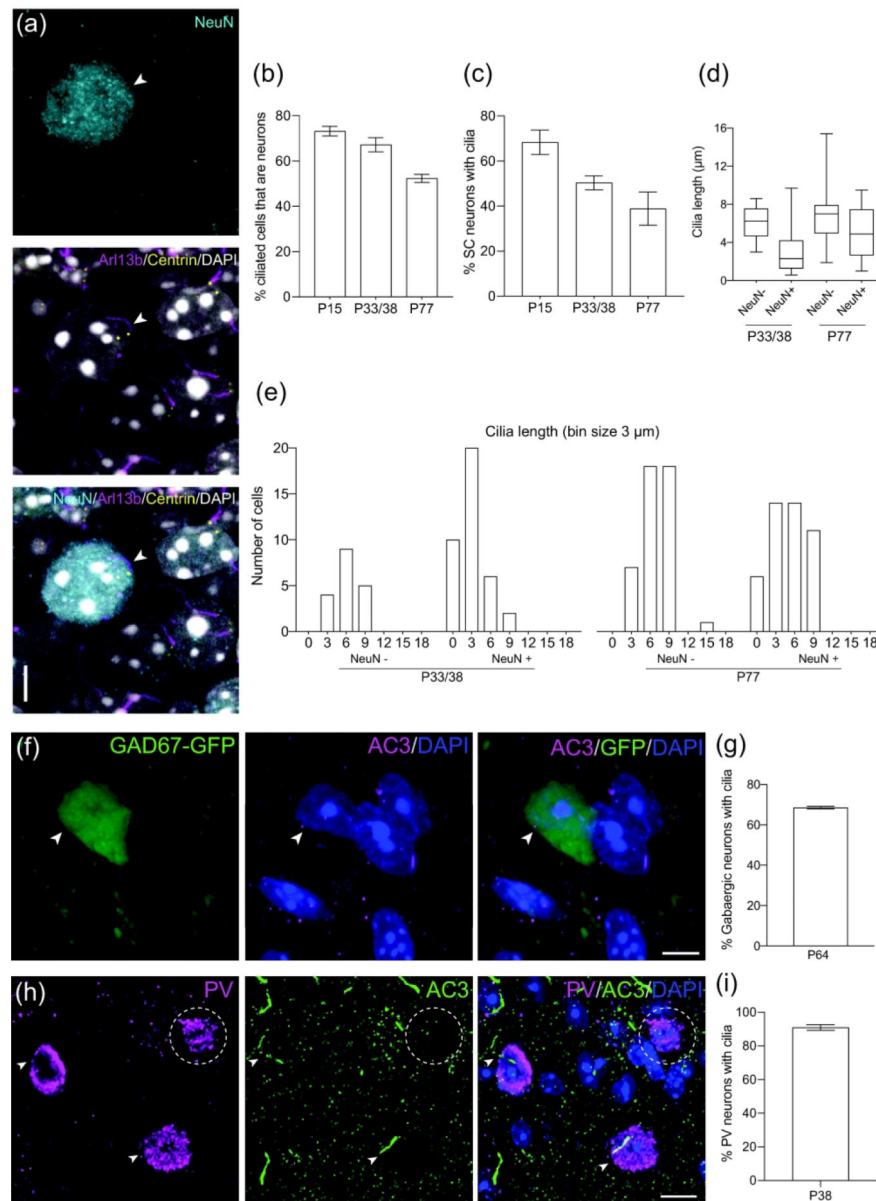 (a)
NeuN
Arl13b/Centrin/DAPI
NeuN/Arl13b/Centrin/DAPI
(b)
% ciliated cells that are neurons
80
60
40
20
0
P15 P33/38 P77
(c)
% SC neurons with cilia
80
60
40
20
0
P15 P33/38 P77
(d)
Cilia length (µm)
16
12
8
4
0
NeuN- NeuN+ NeuN- NeuN+
P33/38 P77
(e)
Cilia length (bin size 3 µm)
Number of cells
20
15
10
5
0
0 3 6 9 12 15 18 0 3 6 9 12 15 18 0 3 6 9 12 15 18 0 3 6 9 12 15 18
NeuN - NeuN + NeuN - NeuN +
P33/38 P77
(f)
GAD67-GFP
AC3/DAPI
AC3/GFP/DAPI
(g)
% Gabaergic neurons with cilia
80
60
40
20
0
P64
(h)
PV
AC3
PV/AC3/DAPI
(i)
% PV neurons with cilia
100
80
60
40
20
0
P38